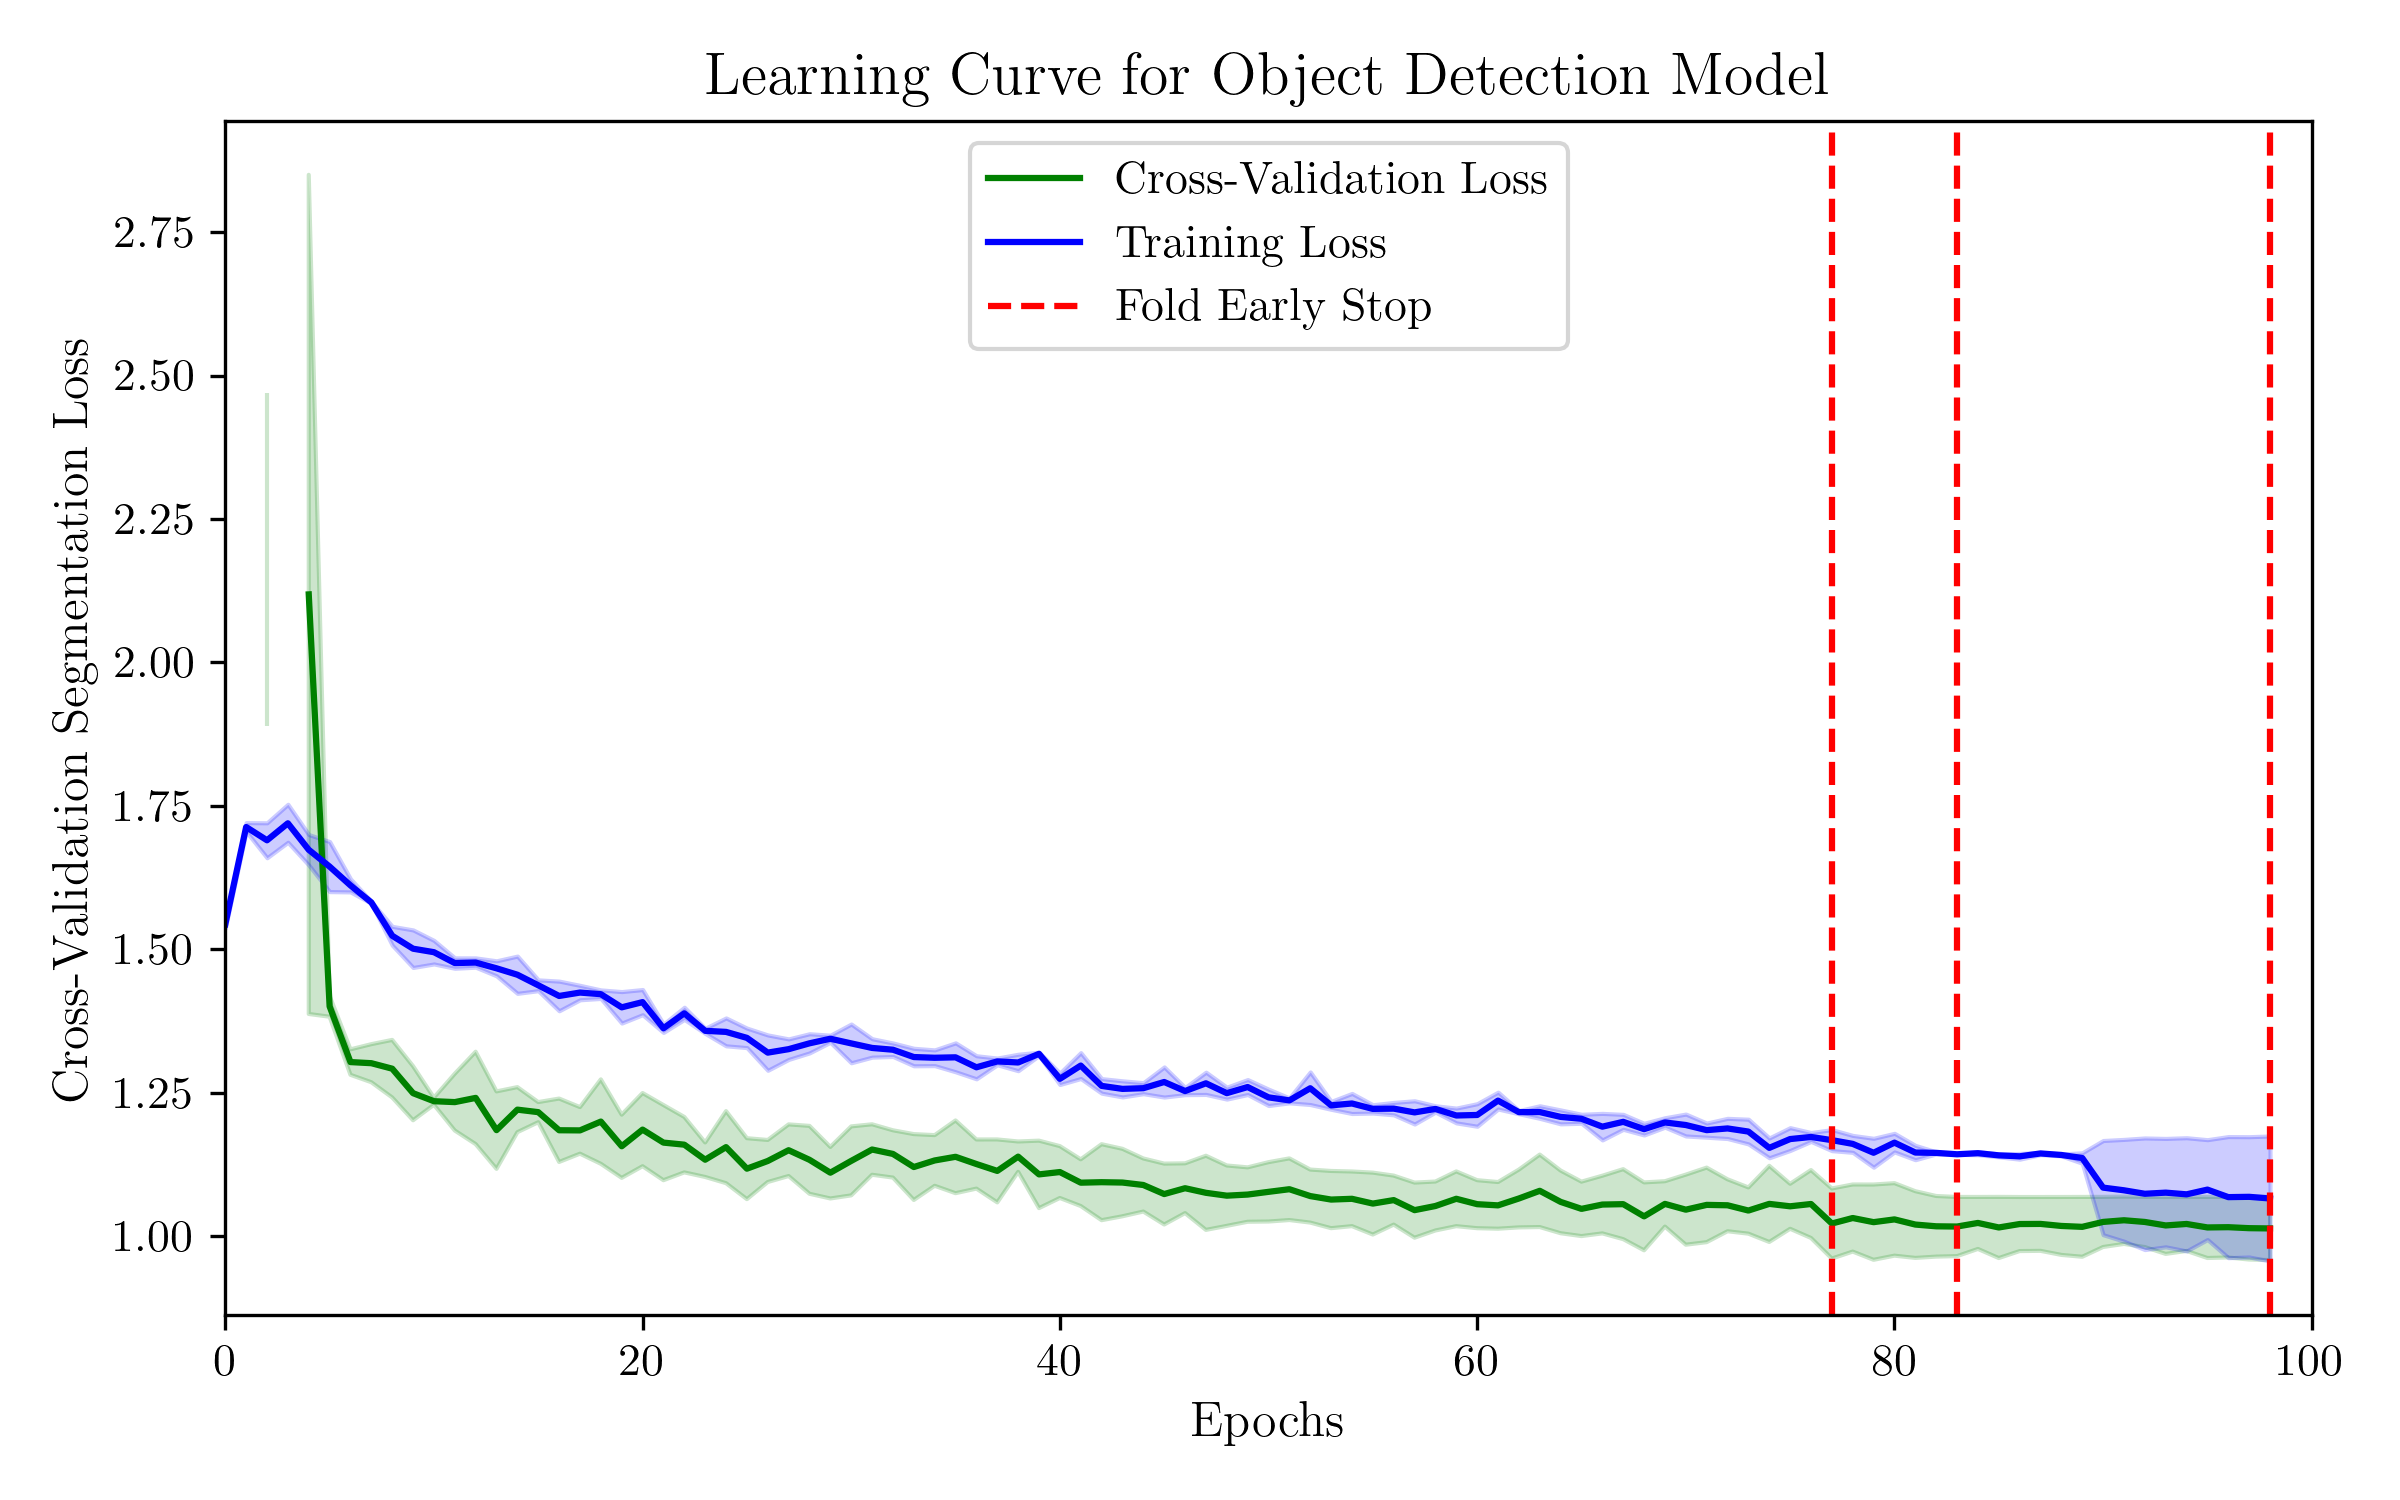 Learning Curve for Object Detection Model
Cross-Validation Loss
Training Loss
Fold Early Stop
Cross-Validation Segmentation Loss
2.75
2.50
2.25
2.00
1.75
1.50
1.25
1.00
0 20 40 60 80 100
Epochs